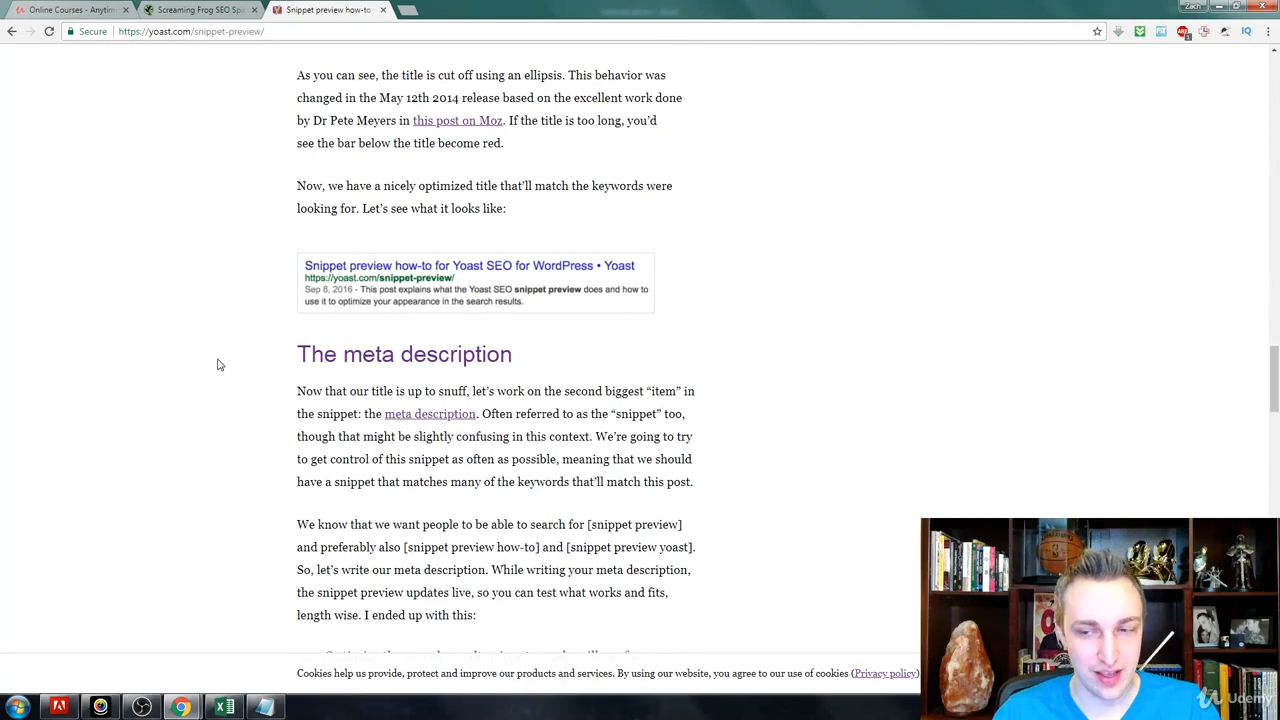 Online Courses - Anytim
Screaming Frog SEO Sp
Snippet preview how-to
Zach
Secure
https://yoast.com/snippet-preview/
As you can see, the title is cut off using an ellipsis. This behavior was
changed in the May 12th 2014 release based on the excellent work done
by Dr Pete Meyers in this post on Moz. If the title is too long, you'd
see the bar below the title become red.
Now, we have a nicely optimized title that'll match the keywords were
looking for. Let's see what it looks like:
Snippet preview how-to for Yoast SEO for WordPress • Yoast
https://yoast.com/snippet-preview/
Sep 8, 2016 - This post explains what the Yoast SEO snippet preview does and how to
use it to optimize your appearance in the search results.
The meta description
Now that our title is up to snuff, let's work on the second biggest “item” in
the snippet: the meta description. Often referred to as the “snippet” too,
though that might be slightly confusing in this context. We're going to try
to get control of this snippet as often as possible, meaning that we should
have a snippet that matches many of the keywords that'll match this post.
We know that we want people to be able to search for [snippet preview]
and preferably also [snippet preview how-to] and [snippet preview yoast].
So, let's write our meta description. While writing your meta description,
the snippet preview updates live, so you can test what works and fits,
length wise. I ended up with this:
Cookies help us provide, protect and improve our products and services. By using our website, you agree to our use of cookies (Privacy policy)
Udemy